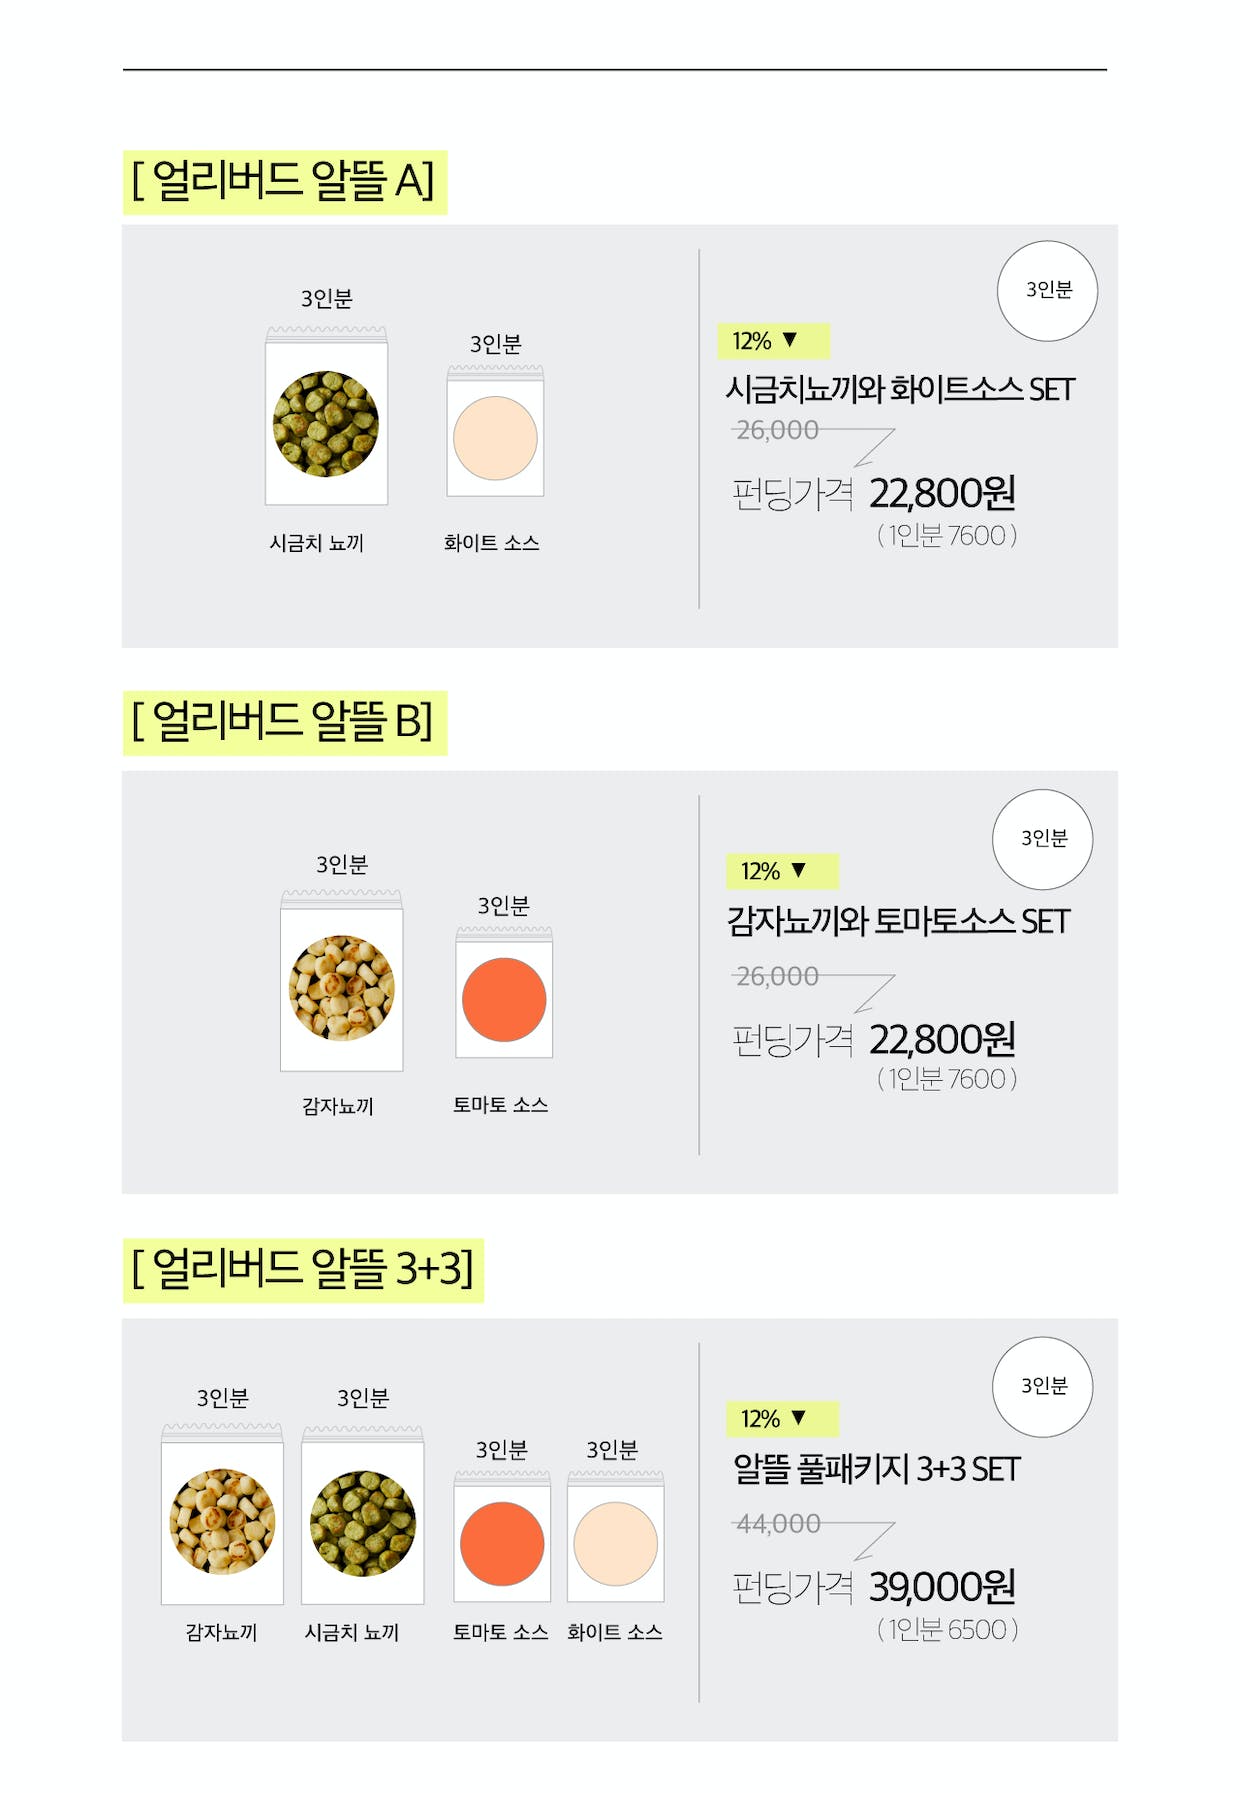 [ 얼리버드 알뜰 A]
3인분
3인분
3인분
12% ▼
시금치뇨끼와 화이트소스 SET
26,000
펀딩가격 22,800원
( 1인분 7600 )
시금치 뇨끼
화이트 소스
[ 얼리버드 알뜰 B]
3인분
3인분
3인분
12% ▼
감자뇨끼와 토마토소스 SET
26,000
펀딩가격 22,800원
( 1인분 7600 )
감자뇨끼
토마토 소스
[ 얼리버드 알뜰 3+3]
3인분
3인분
3인분
3인분
3인분
12% ▼
알뜰 풀패키지 3+3 SET
44,000
펀딩가격 39,000원
( 1인분 6500 )
감자뇨끼
시금치 뇨끼
토마토 소스
화이트 소스